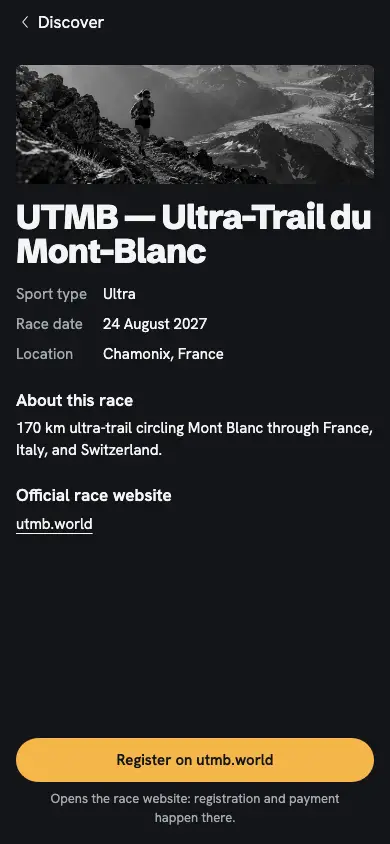 Discover
UTMB — Ultra-Trail du
Mont-Blanc
Sport type Ultra
Race date 24 August 2027
Location Chamonix, France
About this race
170 km ultra-trail circling Mont Blanc through France,
Italy, and Switzerland.
Official race website
utmb.world
Register on utmb.world
Opens the race website: registration and payment
happen there.